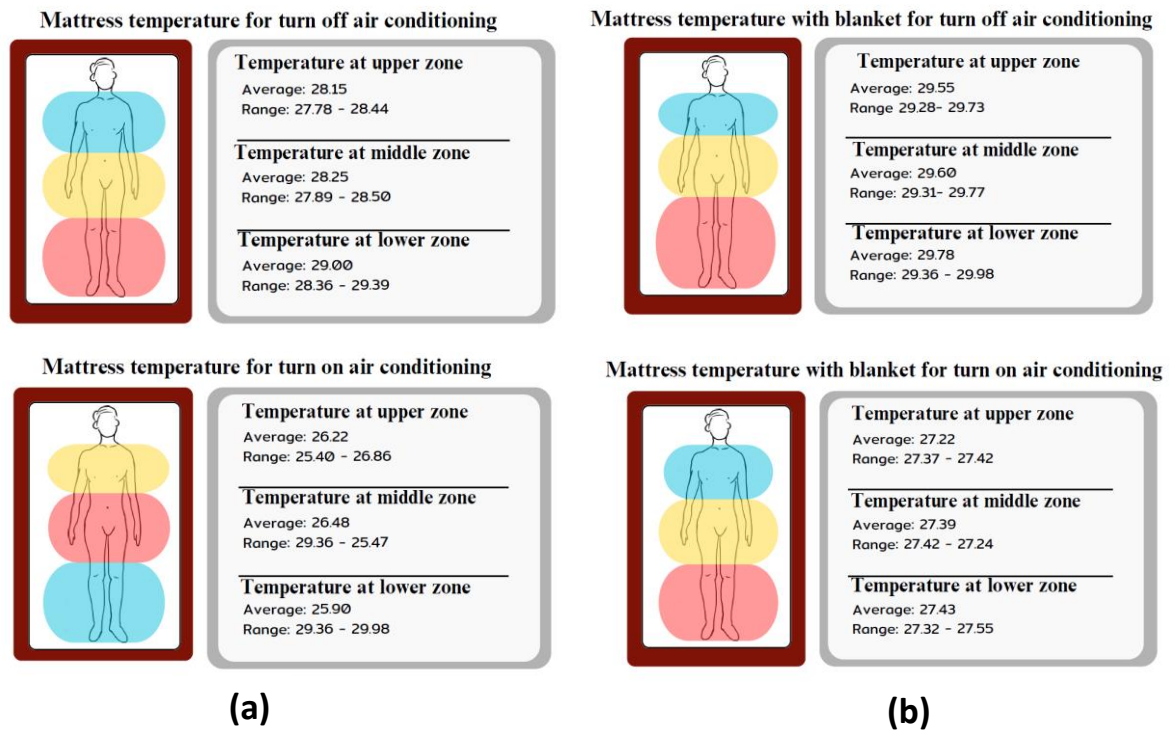 Mattress temperature for turn off air conditioning
Temperature at upper zone
Average: 28.15
Range: 27.78 - 28.44
Temperature at middle zone
Average: 28.25
Range: 27.89 - 28.50
Temperature at lower zone
Average: 29.00
Range: 28.36 - 29.39
Mattress temperature for turn on air conditioning
Temperature at upper zone
Average: 26.22
Range: 25.40 - 26.86
Temperature at middle zone
Average: 26.48
Range: 29.36 - 25.47
Temperature at lower zone
Average: 25.90
Range: 29.36 - 29.98
(a)
Mattress temperature with blanket for turn off air conditioning
Temperature at upper zone
Average: 29.55
Range 29.28- 29.73
Temperature at middle zone
Average: 29.60
Range: 29.31- 29.77
Temperature at lower zone
Average: 29.78
Range: 29.36 - 29.98
Mattress temperature with blanket for turn on air conditioning
Temperature at upper zone
Average: 27.22
Range: 27.37 - 27.42
Temperature at middle zone
Average: 27.39
Range: 27.42 - 27.24
Temperature at lower zone
Average: 27.43
Range: 27.32 - 27.55
(b)